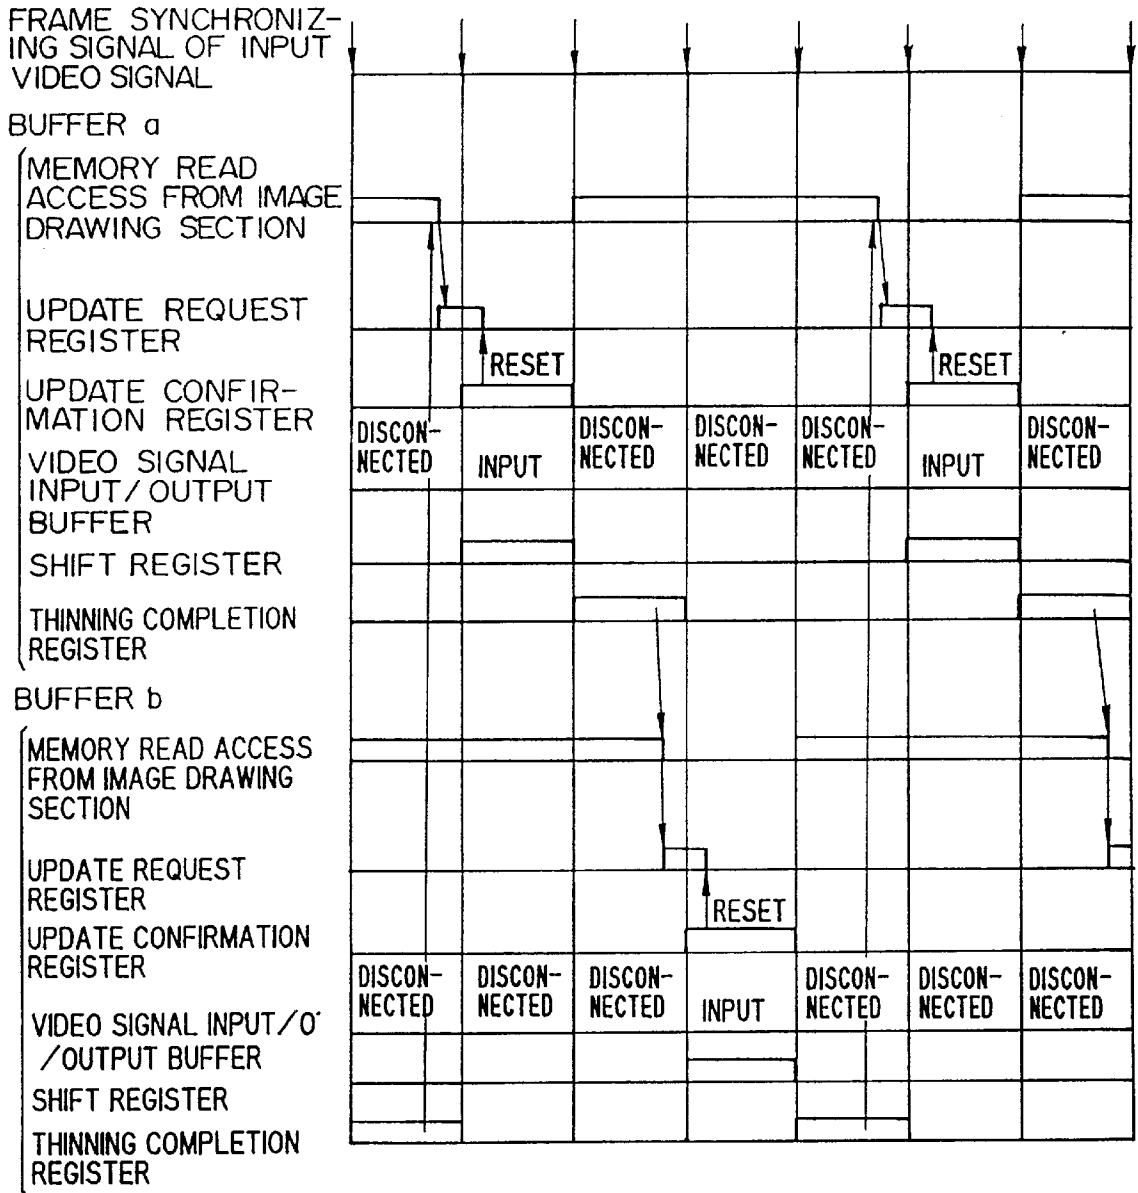 FRAME SYNCHRONIZ-
ING SIGNAL OF INPUT
VIDEO SIGNAL
BUFFER a
MEMORY READ
ACCESS FROM IMAGE
DRAWING SECTION
UPDATE REQUEST
REGISTER
RESET
RESET
UPDATE CONFIR-
MATION REGISTER
DISCON-
NECTED
INPUT
DISCON-
NECTED
DISCON-
NECTED
DISCON-
NECTED
INPUT
DISCON-
NECTED
VIDEO SIGNAL
INPUT/OUTPUT
BUFFER
SHIFT REGISTER
THINNING COMPLETION
REGISTER
BUFFER b
MEMORY READ ACCESS
FROM IMAGE DRAWING
SECTION
UPDATE REQUEST
REGISTER
RESET
UPDATE CONFIRMATION
REGISTER
DISCON-
NECTED
DISCON-
NECTED
DISCON-
NECTED
INPUT
DISCON-
NECTED
DISCON-
NECTED
DISCON-
NECTED
VIDEO SIGNAL INPUT/O
/OUTPUT BUFFER
SHIFT REGISTER
THINNING COMPLETION
REGISTER